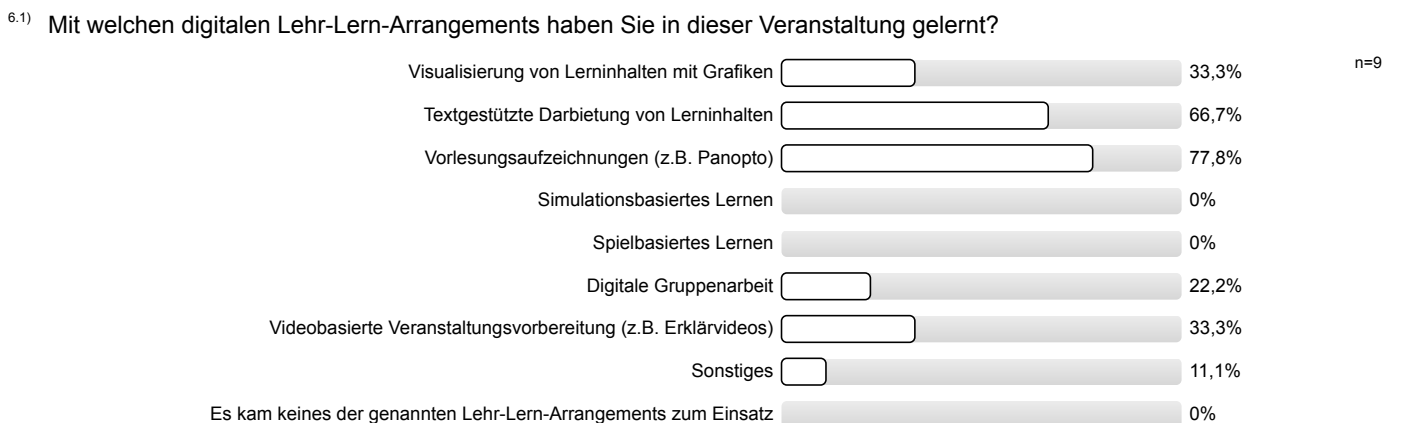 6.1) Mit welchen digitalen Lehr-Lern-Arrangements haben Sie in dieser Veranstaltung gelernt?
Visualisierung von Lerninhalten mit Grafiken 33,3% n=9
Textgestützte Darbietung von Lerninhalten 66,7%
Vorlesungsaufzeichnungen (z.B. Panopto) 77,8%
Simulationsbasiertes Lernen 0%
Spielbasiertes Lernen 0%
Digitale Gruppenarbeit 22,2%
Videobasierte Veranstaltungsvorbereitung (z.B. Erklärvideos) 33,3%
Sonstiges 11,1%
Es kam keines der genannten Lehr-Lern-Arrangements zum Einsatz 0%